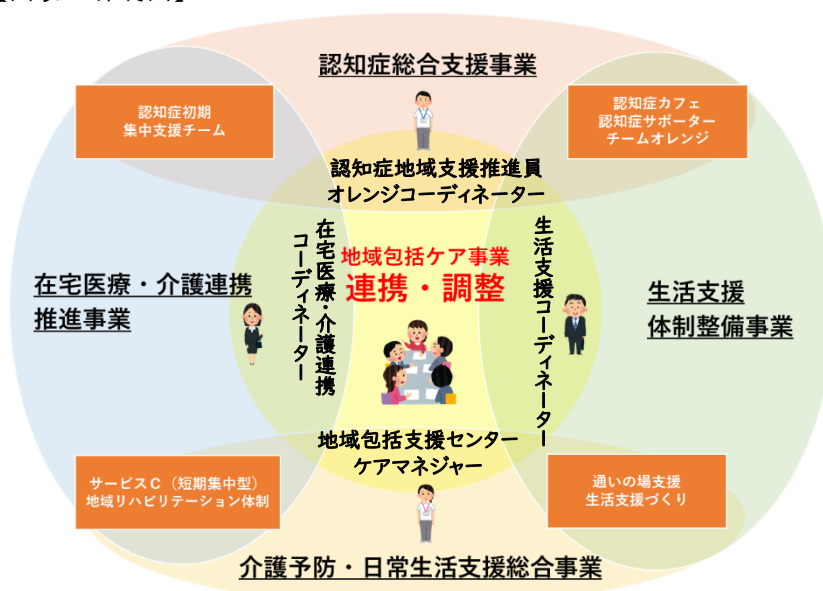 認知症総合支援事業
認知症初期
集中支援チーム
認知症カフェ
認知症サポーター
チームオレンジ
認知症地域支援推進員
オレンジコーディネーター
在宅医療・介護連携
推進事業
在宅医療・介護連携
コーディネーター
地域包括ケア事業
連携・調整
生活支援コーディネーター
生活支援
体制整備事業
地域包括支援センター
ケアマネジャー
サービスC（短期集中型）
地域リハビリテーション体制
通いの場支援
生活支援づくり
介護予防・日常生活支援総合事業